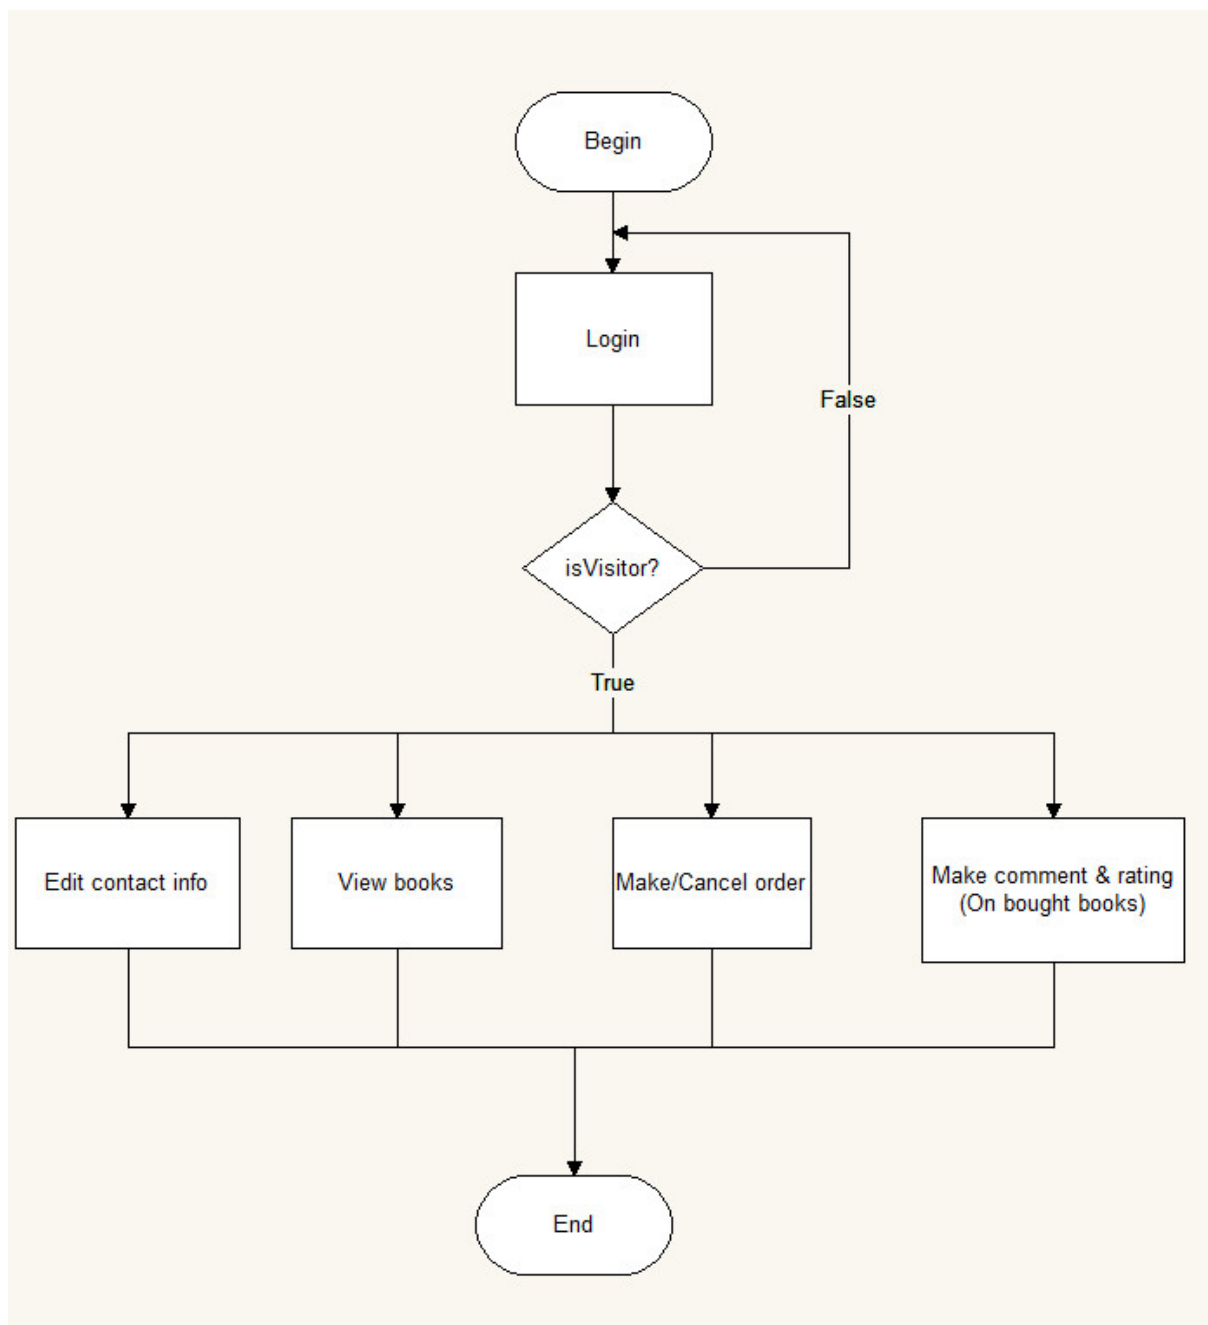 Begin
Login
False
isVisitor?
True
Edit contact info
View books
Make/Cancel order
Make comment & rating
(On bought books)
End